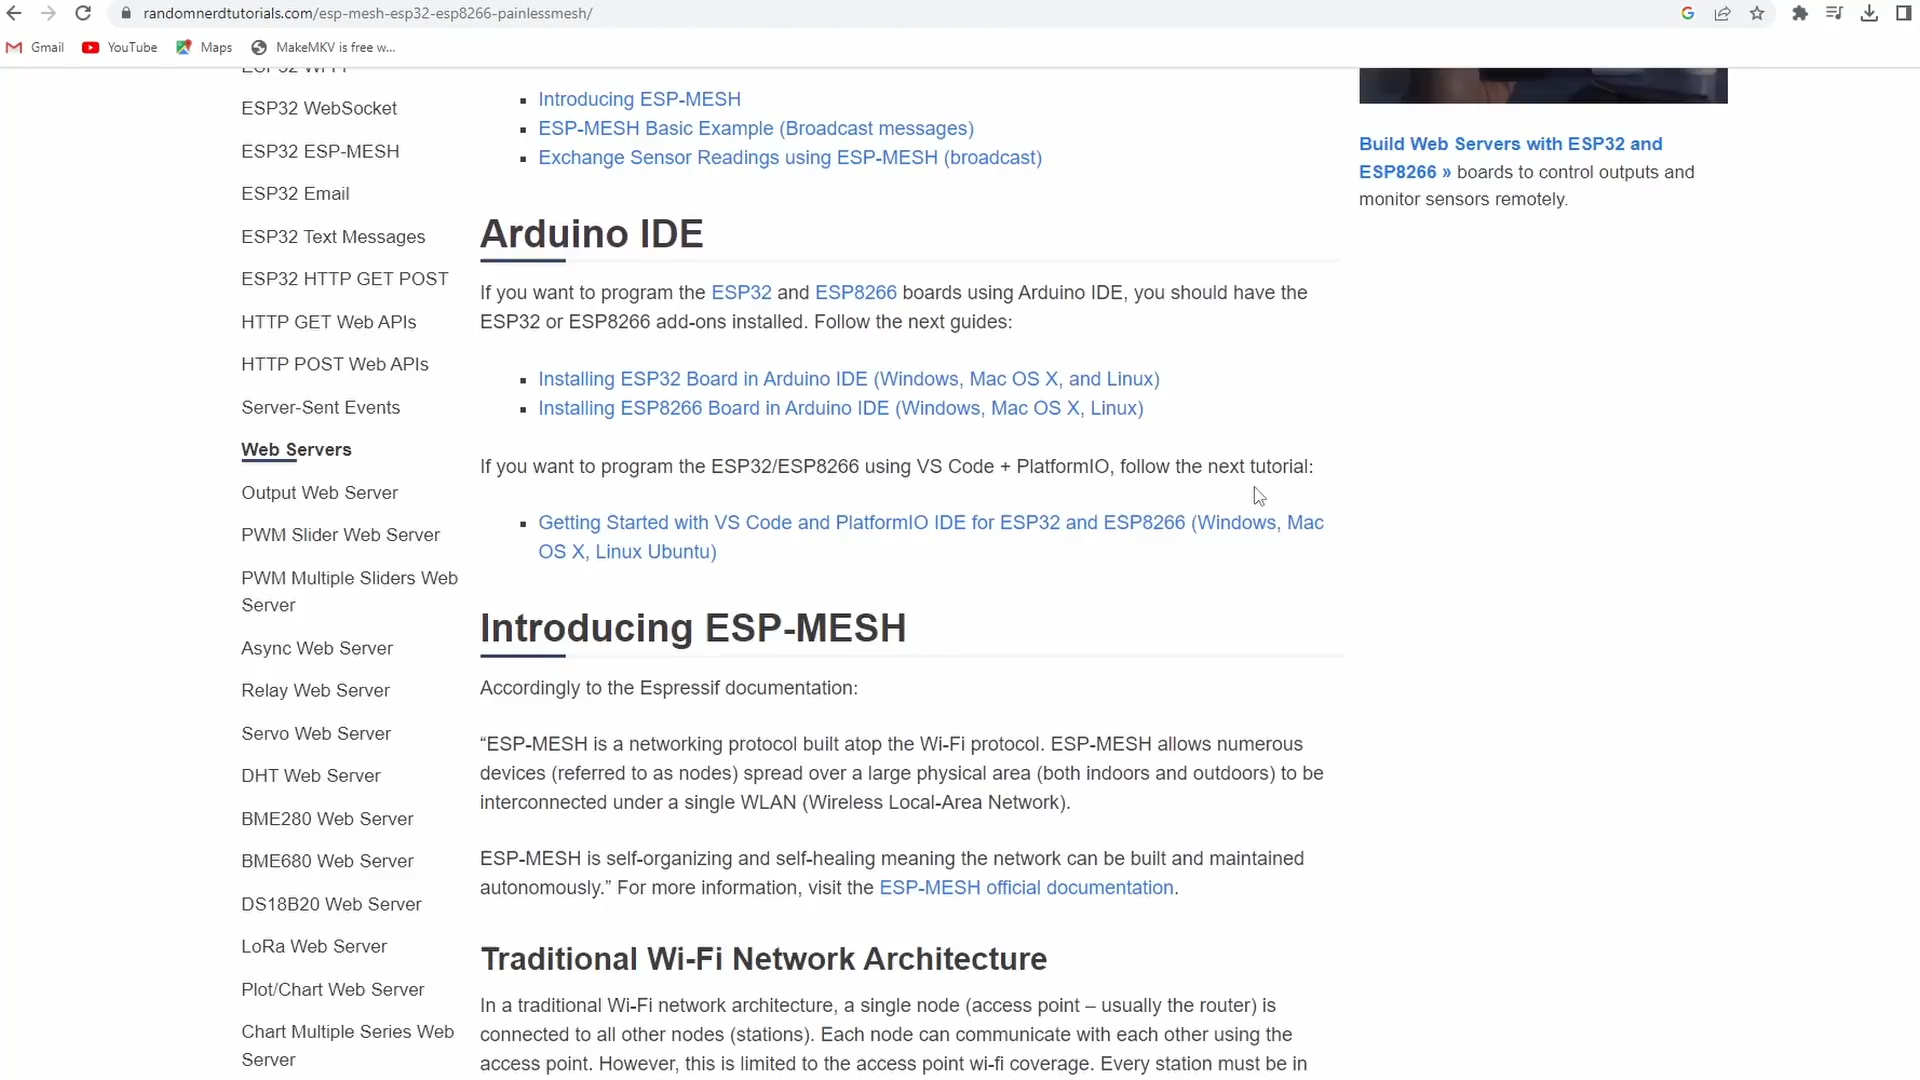 randomnerdtutorials.com/esp-mesh-esp32-esp8266-painlessmesh/
Gmail
YouTube
Maps
MakeMKV is free w...
ESP32 Wi-Fi
ESP32 WebSocket
ESP32 ESP-MESH
ESP32 Email
ESP32 Text Messages
ESP32 HTTP GET POST
HTTP GET Web APIs
HTTP POST Web APIs
Server-Sent Events
Web Servers
Output Web Server
PWM Slider Web Server
PWM Multiple Sliders Web
Server
Async Web Server
Relay Web Server
Servo Web Server
DHT Web Server
BME280 Web Server
BME680 Web Server
DS18B20 Web Server
LoRa Web Server
Plot/Chart Web Server
Chart Multiple Series Web
Server
Introducing ESP-MESH
ESP-MESH Basic Example (Broadcast messages)
Exchange Sensor Readings using ESP-MESH (broadcast)
Arduino IDE
If you want to program the ESP32 and ESP8266 boards using Arduino IDE, you should have the
ESP32 or ESP8266 add-ons installed. Follow the next guides:
Installing ESP32 Board in Arduino IDE (Windows, Mac OS X, and Linux)
Installing ESP8266 Board in Arduino IDE (Windows, Mac OS X, Linux)
If you want to program the ESP32/ESP8266 using VS Code + PlatformIO, follow the next tutorial:
Getting Started with VS Code and PlatformIO IDE for ESP32 and ESP8266 (Windows, Mac
OS X, Linux Ubuntu)
Introducing ESP-MESH
Accordingly to the Espressif documentation:
“ESP-MESH is a networking protocol built atop the Wi-Fi protocol. ESP-MESH allows numerous
devices (referred to as nodes) spread over a large physical area (both indoors and outdoors) to be
interconnected under a single WLAN (Wireless Local-Area Network).
ESP-MESH is self-organizing and self-healing meaning the network can be built and maintained
autonomously.” For more information, visit the ESP-MESH official documentation.
Traditional Wi-Fi Network Architecture
In a traditional Wi-Fi network architecture, a single node (access point – usually the router) is
connected to all other nodes (stations). Each node can communicate with each other using the
access point. However, this is limited to the access point wi-fi coverage. Every station must be in
Build Web Servers with ESP32 and
ESP8266 » boards to control outputs and
monitor sensors remotely.